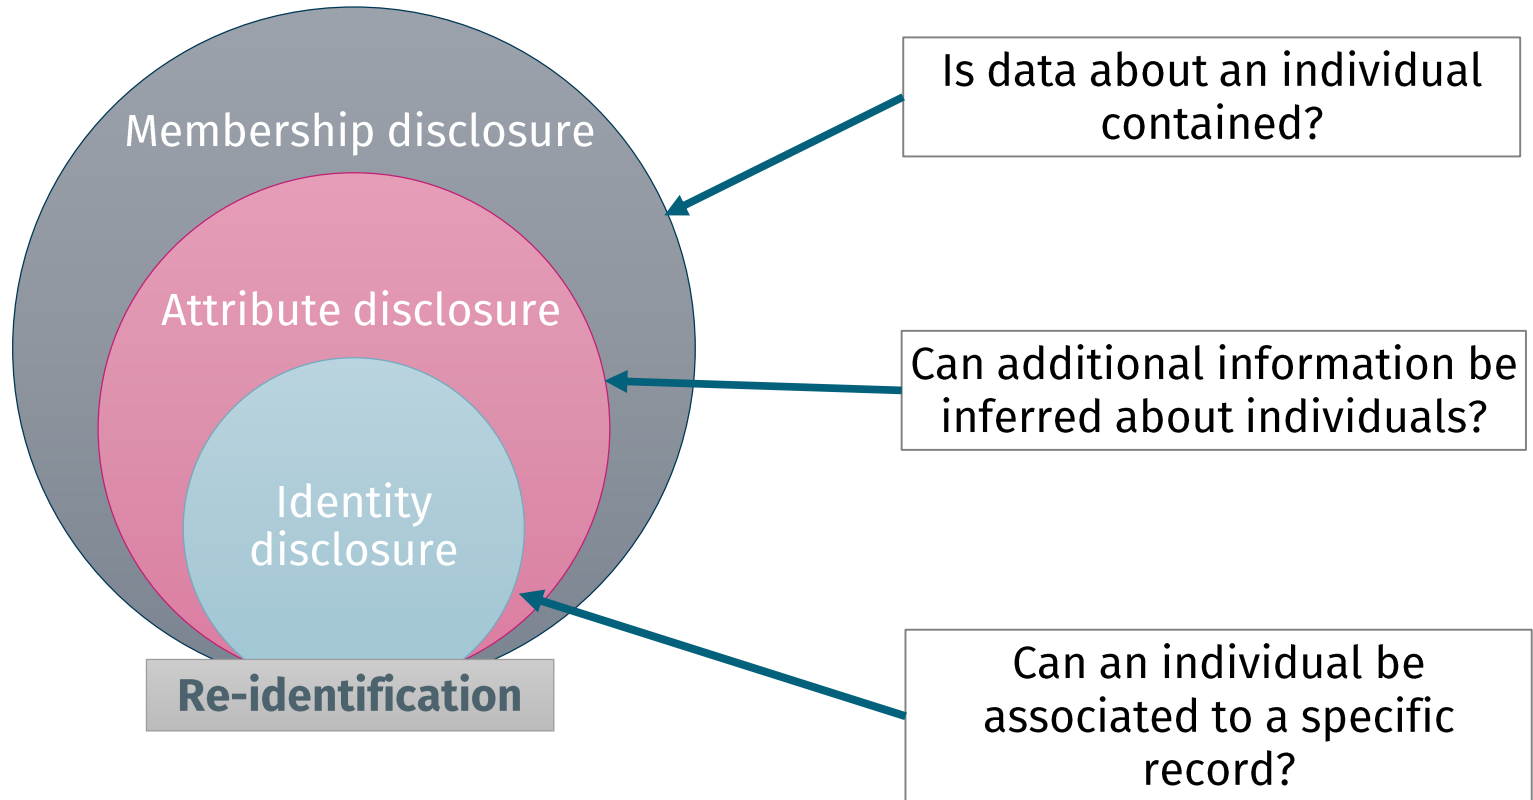 Membership disclosure
Is data about an individual
contained?
Attribute disclosure
Can additional information be
inferred about individuals?
Identity
disclosure
Can an individual be
associated to a specific
record?
Re-identification